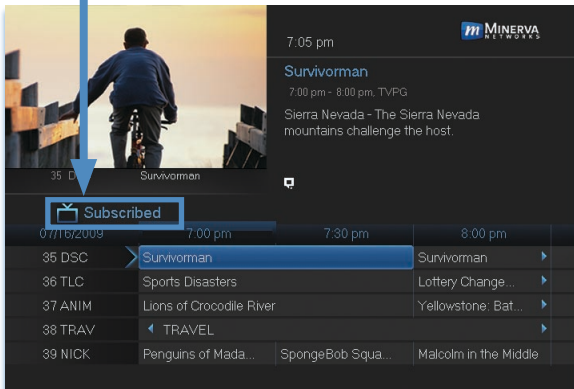 7:05 pm
m MINERVA
NETWORKS
Survivorman
7:00 pm - 8:00 pm, TVPG
Sierra Nevada - The Sierra Nevada
mountains challenge the host.
35 D Survivorman
Subscribed
07/16/2009 7:00 pm 7:30 pm 8:00 pm
35 DSC Survivorman Survivorman
36 TLC Sports Disasters Lottery Change...
37 ANIM Lions of Crocodile River Yellowstone: Bat...
38 TRAV TRAVEL
39 NICK Penguins of Mada... SpongeBob Squa... Malcolm in the Middle